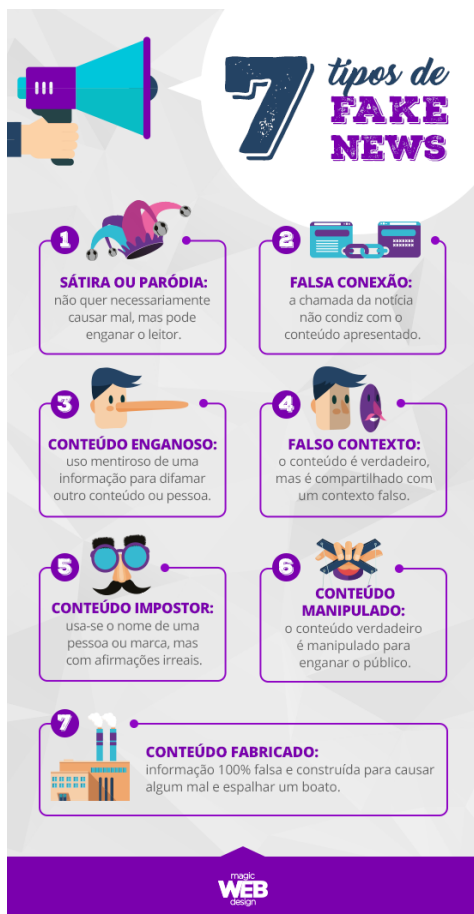 7 tipos de
FAKE
NEWS
1
SÁTIRA OU PARÓDIA:
não quer necessariamente
causar mal, mas pode
enganar o leitor.
2
FALSA CONEXÃO:
a chamada da notícia
não condiz com o
conteúdo apresentado.
3
CONTEÚDO ENGANOSO:
uso mentiroso de uma
informação para difamar
outro conteúdo ou pessoa.
4
FALSO CONTEXTO:
o conteúdo é verdadeiro,
mas é compartilhado com
um contexto falso.
5
CONTEÚDO IMPOSTOR:
usa-se o nome de uma
pessoa ou marca, mas
com afirmações irreais.
6
CONTEÚDO
MANIPULADO:
o conteúdo verdadeiro
é manipulado para
enganar o público.
7
CONTEÚDO FABRICADO:
informação 100% falsa e construída para causar
algum mal e espalhar um boato.
magic
WEB
design